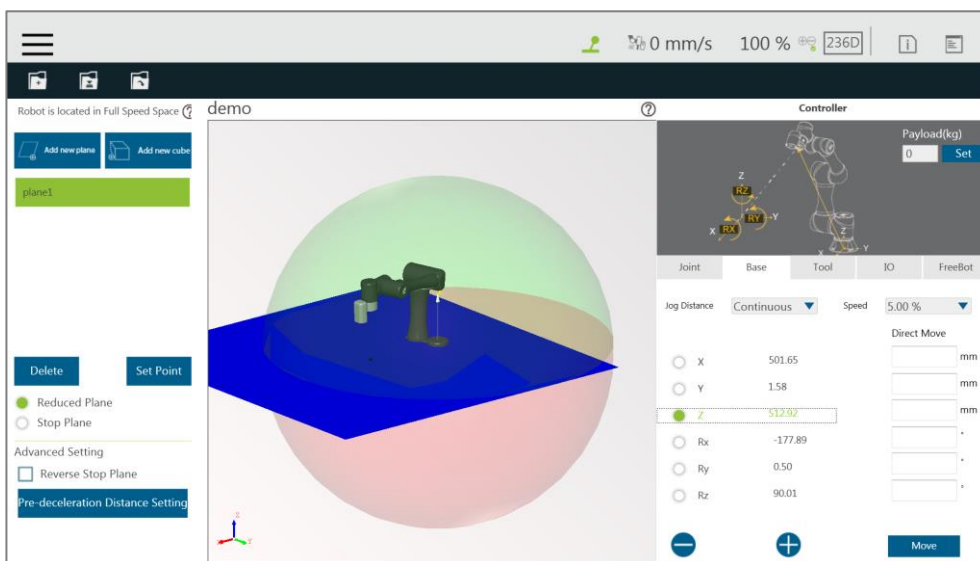 0 mm/s 100 % 236D
Robot is located in Full Speed Space
demo
Controller
Add new plane
Add new cube
plane1
Payload(kg)
0 Set
Z
RZ
RY Y
X RX
Z
X Y
Joint Base Tool IO FreeBot
Jog Distance Continuous Speed 5.00 %
Direct Move
X 501.65 mm
Y 1.58 mm
Z 512.92 mm
Rx -177.89 °
Ry 0.50 °
Rz 90.01 °
Delete Set Point
Reduced Plane
Stop Plane
Advanced Setting
Reverse Stop Plane
Pre-deceleration Distance Setting
Z
X Y
Move